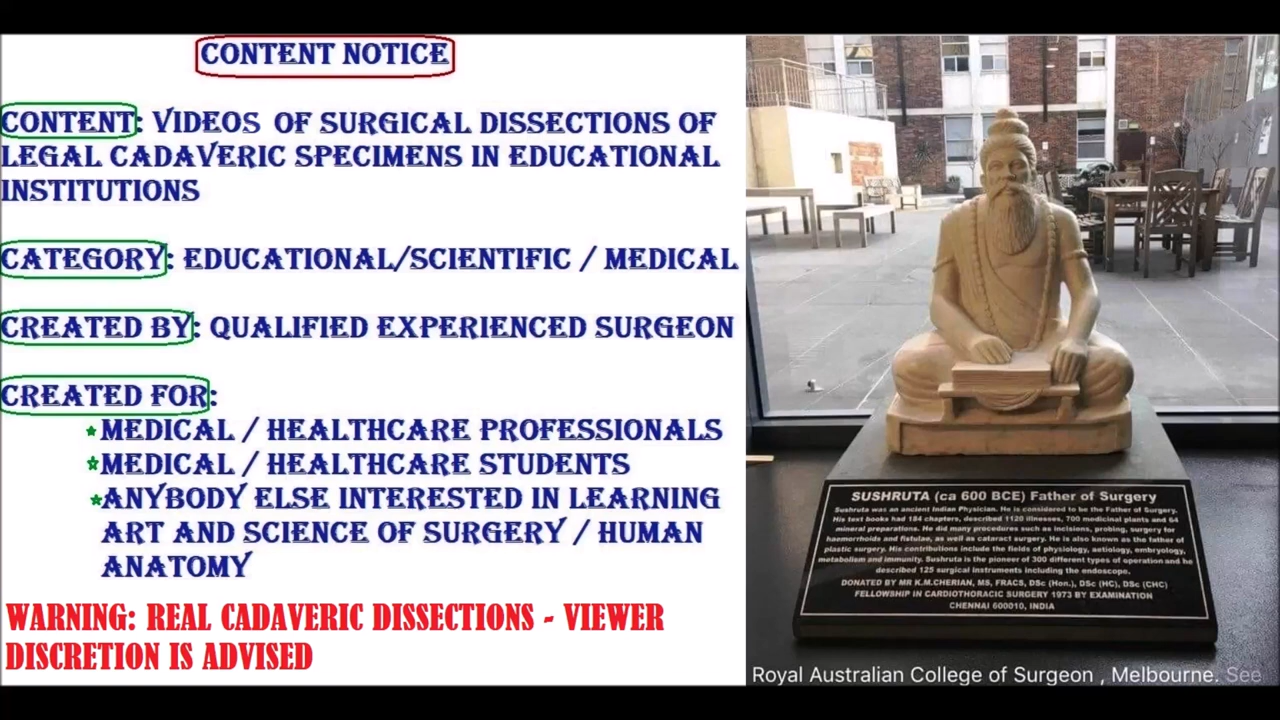 CONTENT NOTICE
CONTENT: VIDEOS OF SURGICAL DISSECTIONS OF
LEGAL CADAVERIC SPECIMENS IN EDUCATIONAL
INSTITUTIONS
CATEGORY: EDUCATIONAL/SCIENTIFIC / MEDICAL
CREATED BY: QUALIFIED EXPERIENCED SURGEON
CREATED FOR:
*MEDICAL / HEALTHCARE PROFESSIONALS
*MEDICAL / HEALTHCARE STUDENTS
*ANYBODY ELSE INTERESTED IN LEARNING
ART AND SCIENCE OF SURGERY / HUMAN
ANATOMY
WARNING: REAL CADAVERIC DISSECTIONS - VIEWER
DISCRETION IS ADVISED
SUSHRUTA (ca 600 BCE) Father of Surgery
Sushruta was an ancient Indian Physician. He is considered to be the Father of Surgery.
His text books had 184 chapters, described 1120 illnesses, 700 medicinal plants and 64
mineral preparations. He did many procedures such as incisions, probing, surgery for
haemorrhoids and fistulae, as well as cataract surgery. He is also known as the father of
plastic surgery. His contributions include the fields of physiology, aetiology, embryology,
metabolism and immunity. Sushruta is the pioneer of 300 different types of operation and he
described 125 surgical instruments including the endoscope.
DONATED BY MR K.M.CHERIAN, MS, FRACS, DSc (Hon.), DSc (HC), DSc (CHC)
FELLOWSHIP IN CARDIOTHORACIC SURGERY 1973 BY EXAMINATION
CHENNAI 600010, INDIA
Royal Australian College of Surgeon , Melbourne. See